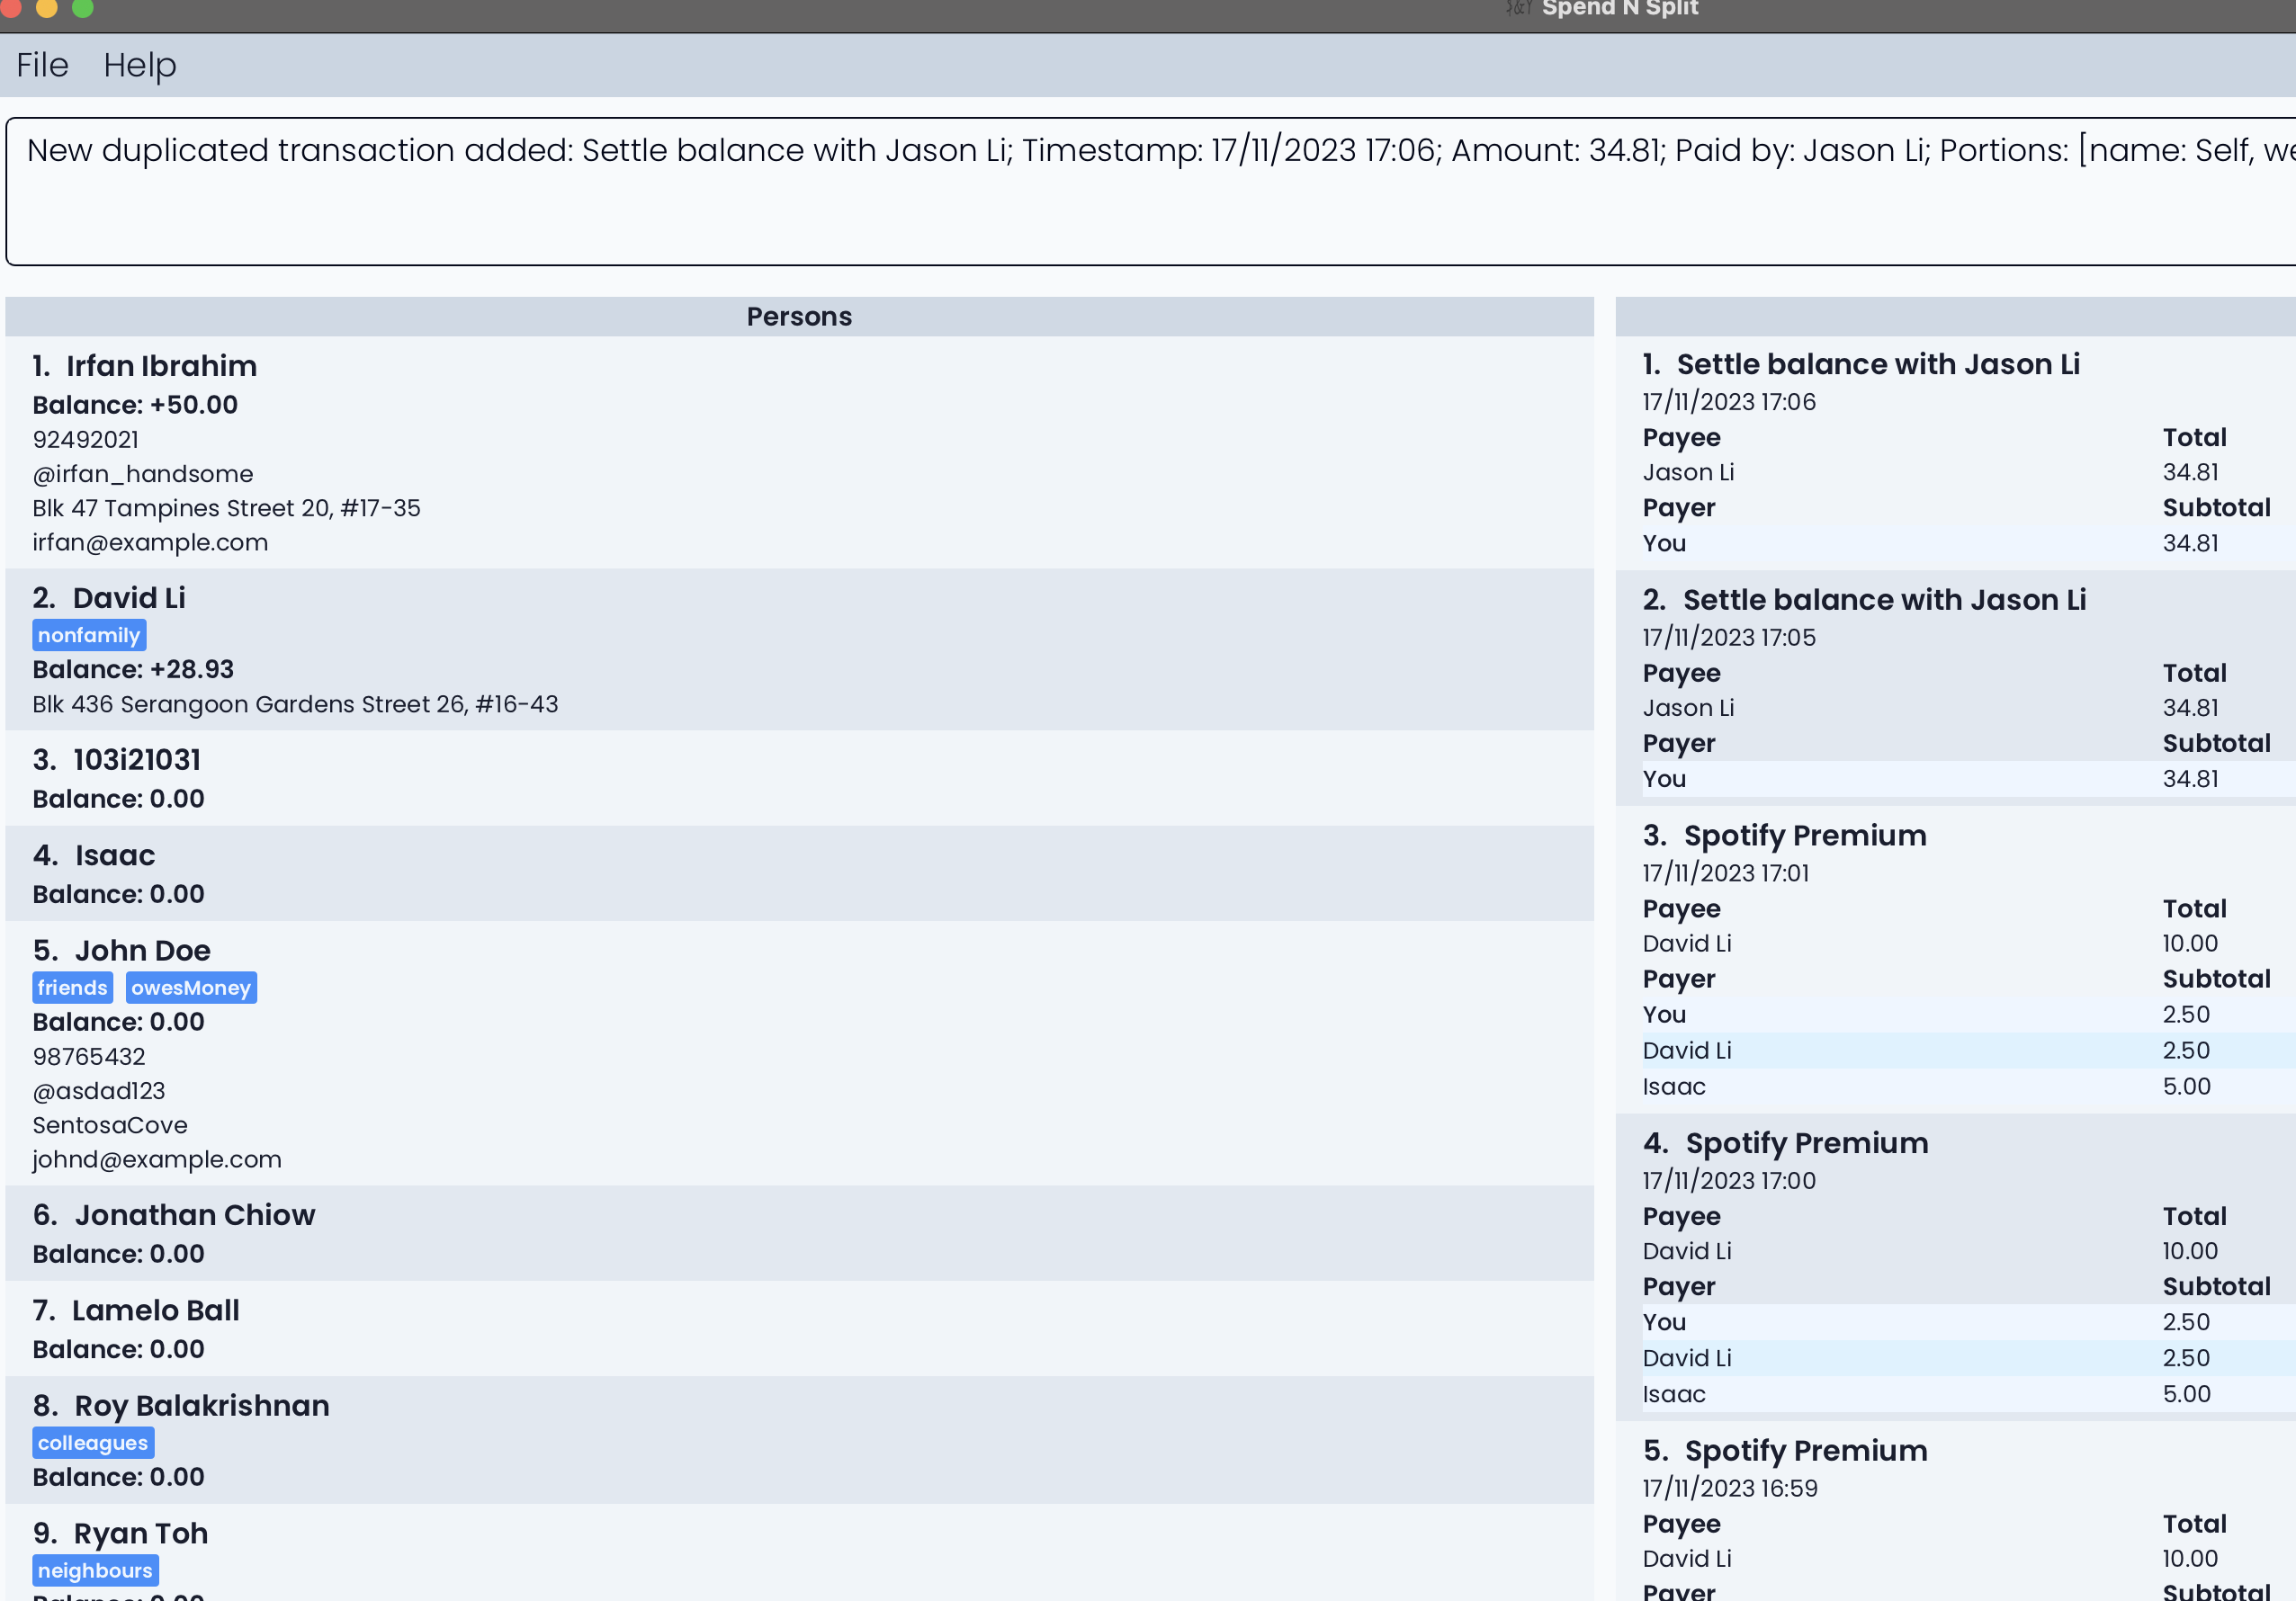 Spend N Split
File Help
New duplicated transaction added: Settle balance with Jason Li; Timestamp: 17/11/2023 17:06; Amount: 34.81; Paid by: Jason Li; Portions: [name: Self, we
Persons
1. Irfan Ibrahim
Balance: +50.00
92492021
@irfan_handsome
Blk 47 Tampines Street 20, #17-35
irfan@example.com
2. David Li
nonfamily
Balance: +28.93
Blk 436 Serangoon Gardens Street 26, #16-43
3. 103i21031
Balance: 0.00
4. Isaac
Balance: 0.00
5. John Doe
friends owesMoney
Balance: 0.00
98765432
@asdad123
SentosaCove
johnd@example.com
6. Jonathan Chiow
Balance: 0.00
7. Lamelo Ball
Balance: 0.00
8. Roy Balakrishnan
colleagues
Balance: 0.00
9. Ryan Toh
neighbours
Balance: 0.00
1. Settle balance with Jason Li
17/11/2023 17:06
Payee Total
Jason Li 34.81
Payer Subtotal
You 34.81
2. Settle balance with Jason Li
17/11/2023 17:05
Payee Total
Jason Li 34.81
Payer Subtotal
You 34.81
3. Spotify Premium
17/11/2023 17:01
Payee Total
David Li 10.00
Payer Subtotal
You 2.50
David Li 2.50
Isaac 5.00
4. Spotify Premium
17/11/2023 17:00
Payee Total
David Li 10.00
Payer Subtotal
You 2.50
David Li 2.50
Isaac 5.00
5. Spotify Premium
17/11/2023 16:59
Payee Total
David Li 10.00
Payer Subtotal